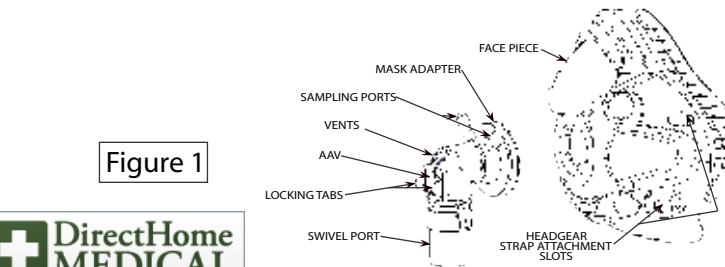 FACE PIECE
MASK ADAPTER
SAMPLING PORTS
VENTS
AAV
LOCKING TABS
SWIVEL PORT
HEADGEAR
STRAP ATTACHMENT
SLOTS
Figure 1
DirectHome
MEDICAL